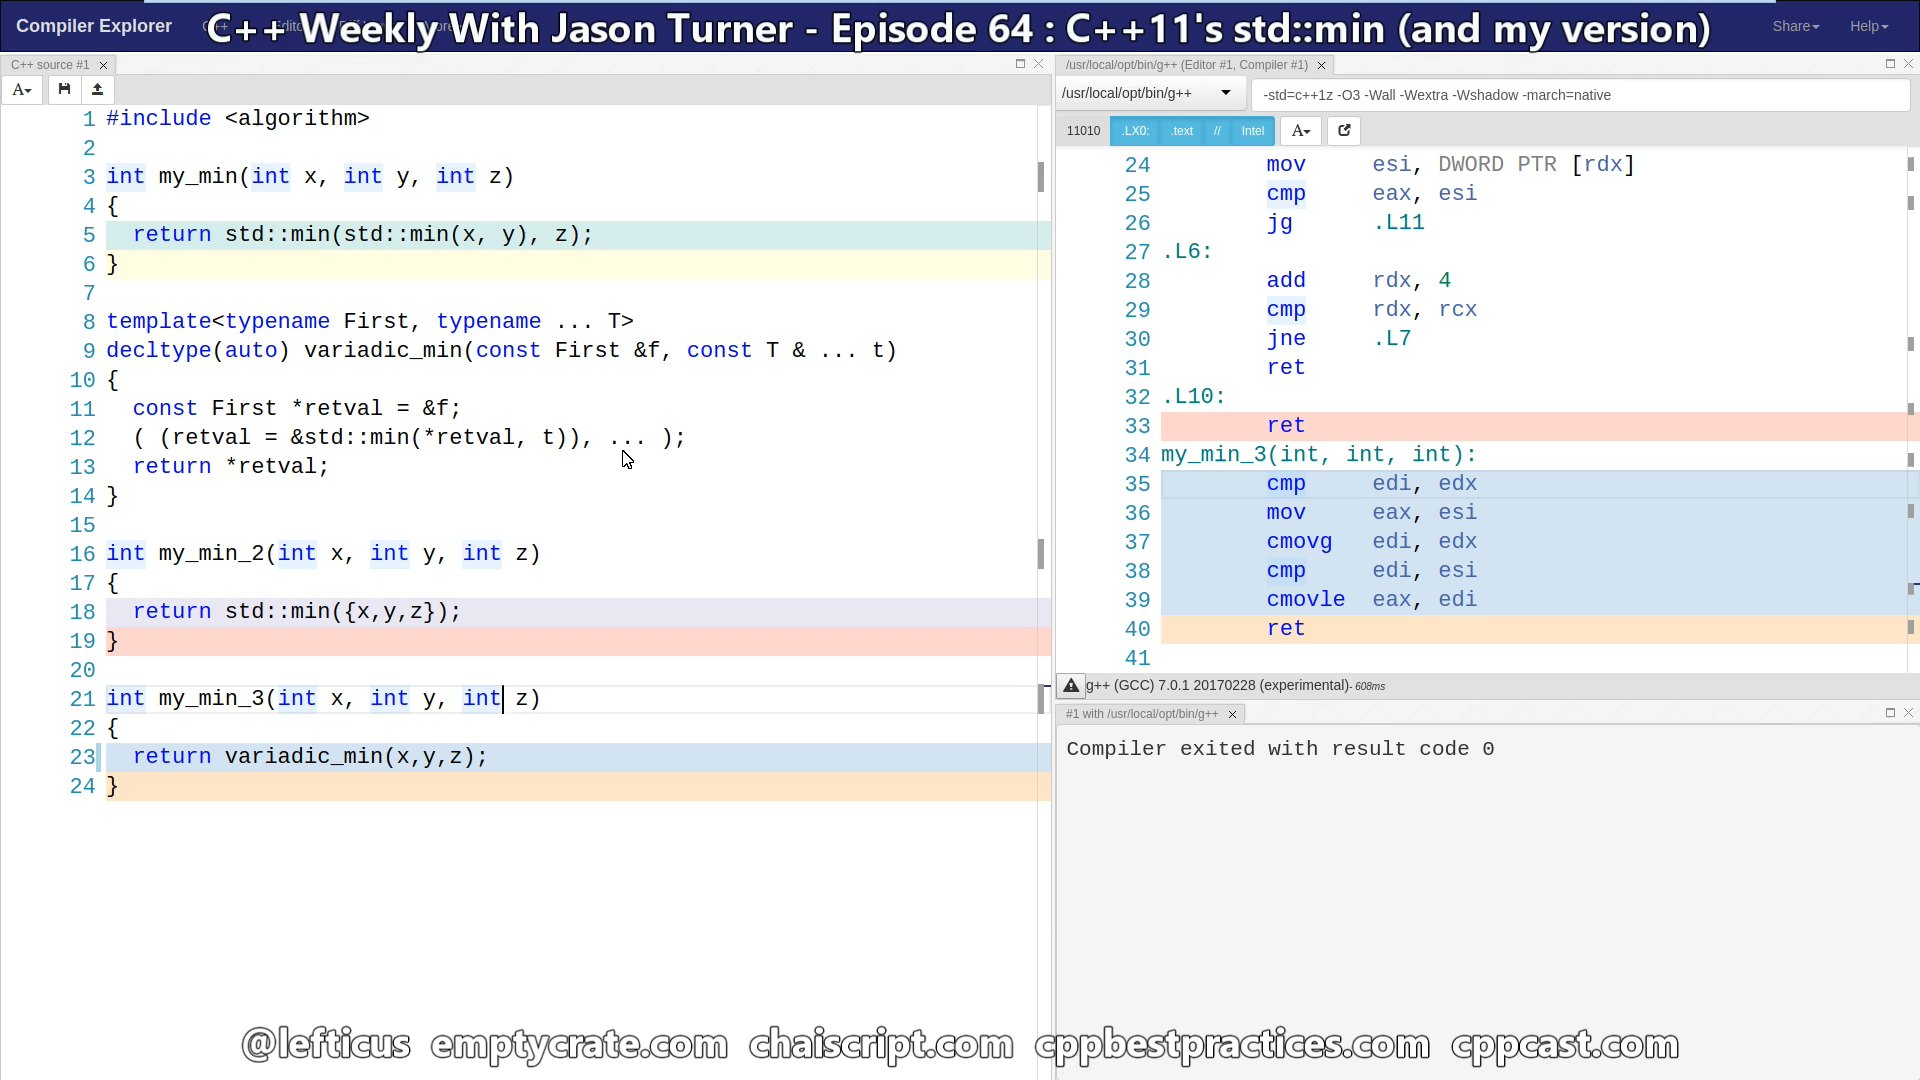 Compiler Explorer
C++ Weekly With Jason Turner - Episode 64 : C++11's std::min (and my version)
Share
Help
C++ source #1
A
1 #include <algorithm>
2
3 int my_min(int x, int y, int z)
4 {
5   return std::min(std::min(x, y), z);
6 }
7
8 template<typename First, typename ... T>
9 decltype(auto) variadic_min(const First &f, const T & ... t)
10 {
11   const First *retval = &f;
12   ( (retval = &std::min(*retval, t)), ... );
13   return *retval;
14 }
15
16 int my_min_2(int x, int y, int z)
17 {
18   return std::min({x,y,z});
19 }
20
21 int my_min_3(int x, int y, int z)
22 {
23   return variadic_min(x,y,z);
24 }
/usr/local/opt/bin/g++ (Editor #1, Compiler #1)
/usr/local/opt/bin/g++
-std=c++1z -O3 -Wall -Wextra -Wshadow -march=native
11010 .LX0: .text // Intel A
24 mov esi, DWORD PTR [rdx]
25 cmp eax, esi
26 jg .L11
27 .L6:
28 add rdx, 4
29 cmp rdx, rcx
30 jne .L7
31 ret
32 .L10:
33 ret
34 my_min_3(int, int, int):
35 cmp edi, edx
36 mov eax, esi
37 cmovg edi, edx
38 cmp edi, esi
39 cmovle eax, edi
40 ret
41
g++ (GCC) 7.0.1 20170228 (experimental)- 608ms
#1 with /usr/local/opt/bin/g++
Compiler exited with result code 0
@lefticus emptycrate.com chaiscript.com cppbestpractices.com cppcast.com